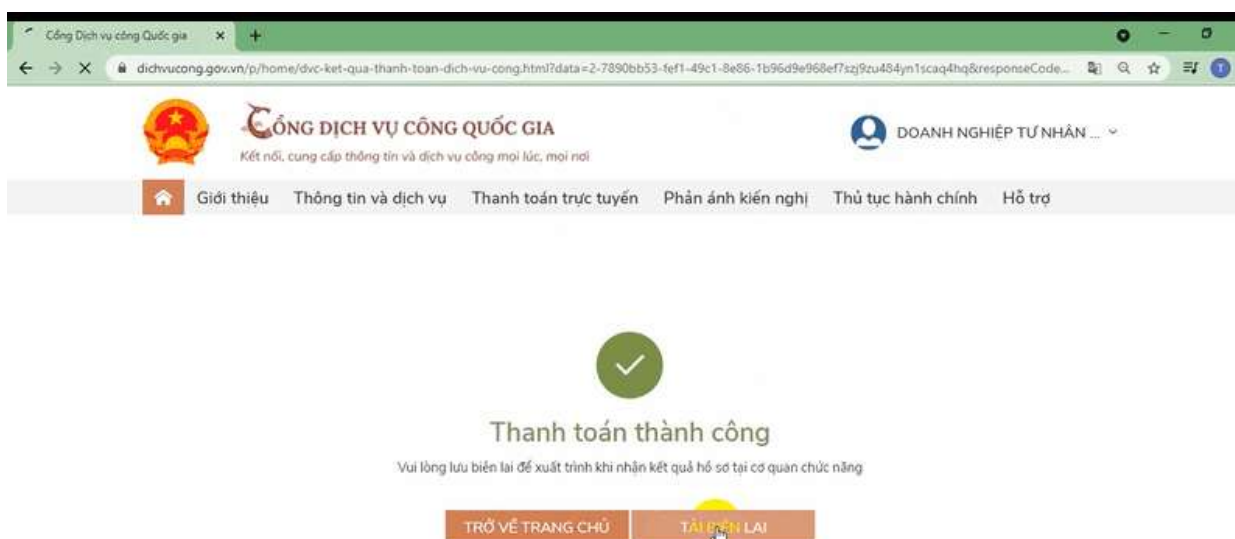 Cổng Dịch vụ công Quốc gia
dichvucong.gov.vn/p/home/dvc-ket-qua-thanh-toan-dich-vu-cong.html?data=2-7890bb53-fef1-49c1-8e86-1b96d9e968ef7szj9zu484yn1scaq4hq&responseCode...
CỔNG DỊCH VỤ CÔNG QUỐC GIA
Kết nối, cung cấp thông tin và dịch vụ công mọi lúc, mọi nơi
DOANH NGHIỆP TƯ NHÂN ...
Giới thiệu Thông tin và dịch vụ Thanh toán trực tuyến Phản ánh kiến nghị Thủ tục hành chính Hỗ trợ
Thanh toán thành công
Vui lòng lưu biên lai để xuất trình khi nhận kết quả hồ sơ tại cơ quan chức năng
TRỞ VỀ TRANG CHỦ TẢI BIÊN LAI